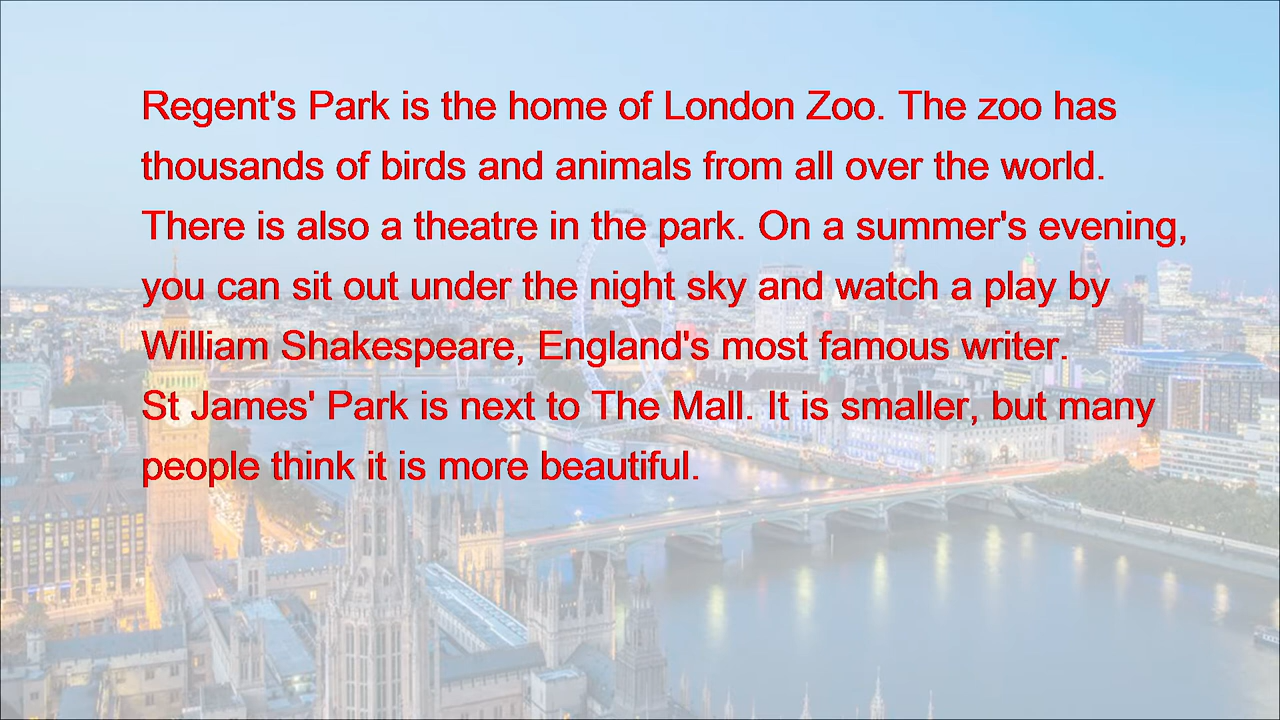 Regent's Park is the home of London Zoo. The zoo has
thousands of birds and animals from all over the world.
There is also a theatre in the park. On a summer's evening,
you can sit out under the night sky and watch a play by
William Shakespeare, England's most famous writer.
St James' Park is next to The Mall. It is smaller, but many
people think it is more beautiful.